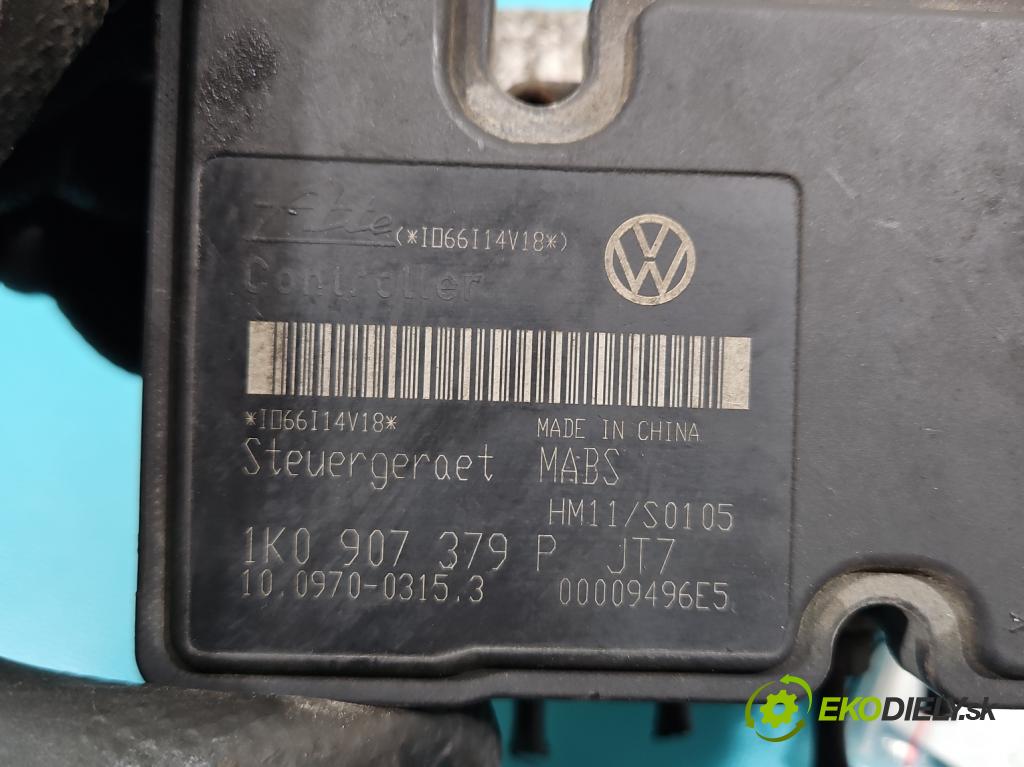 Ate (*I066I14V18*)
Controller
*I066I14V18*
MADE IN CHINA
Steuergeraet MABS
HM11/S0105
1K0 907 379 P JT7
10.0970-0315.3 00009496E5
EKODIELY.sk